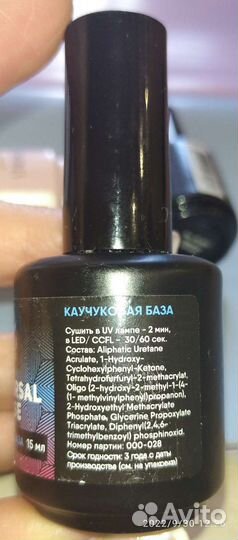 КАУЧУКОВАЯ БАЗА
Сушить в UV лампе - 2 мин,
в LED/ CCFL - 30/60 сек.
Состав: Aliphatic Uretane
Acrulate, 1-Hydroxy-
Cyclohexylphenyl-Ketone,
Tetrahydrofurfuryl-2-methacrylat,
Oligo (2-hydroxy-2-methyl-1-(4-
(1- methylvinylphenyl)propanon),
2-Hydroxyethyl Methacrylate
Phosphate, Glycerine Propoxylate
Triacrylate, Diphenyl(2,4,6-
trimethylbenzoyl) phosphinoxid.
Номер партии: 000-028
Срок годности: 3 года с даты
производства (см. на упаковке)
RSAL
E
15 мл
2022/9/30 12
Avito